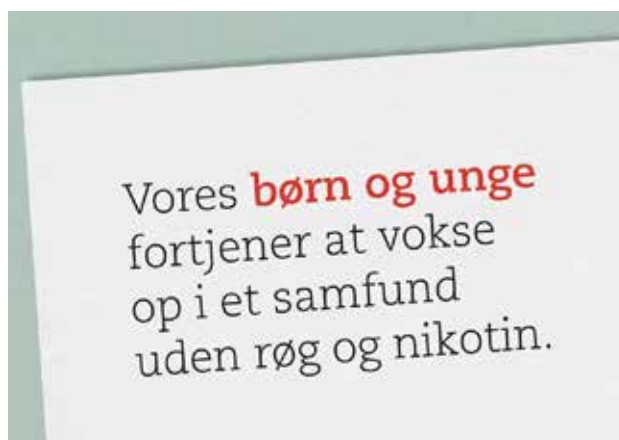 Vores børn og unge
fortjener at vokse
op i et samfund
uden røg og nikotin.